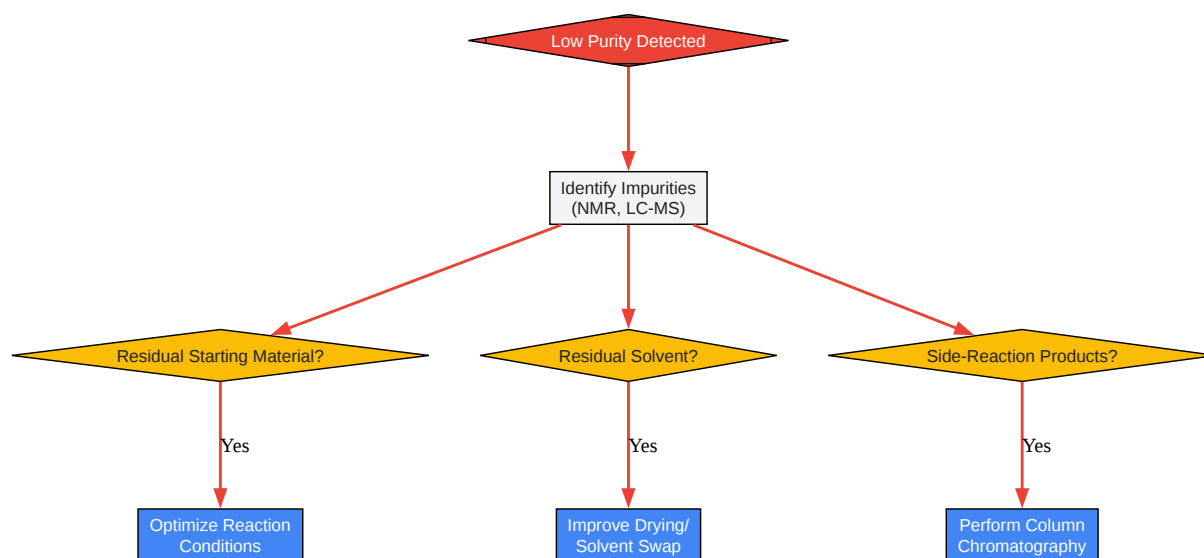 Low Purity Detected
Identify Impurities
(NMR, LC-MS)
Residual Starting Material?
Residual Solvent?
Side-Reaction Products?
Yes
Yes
Yes
Optimize Reaction
Conditions
Improve Drying/
Solvent Swap
Perform Column
Chromatography